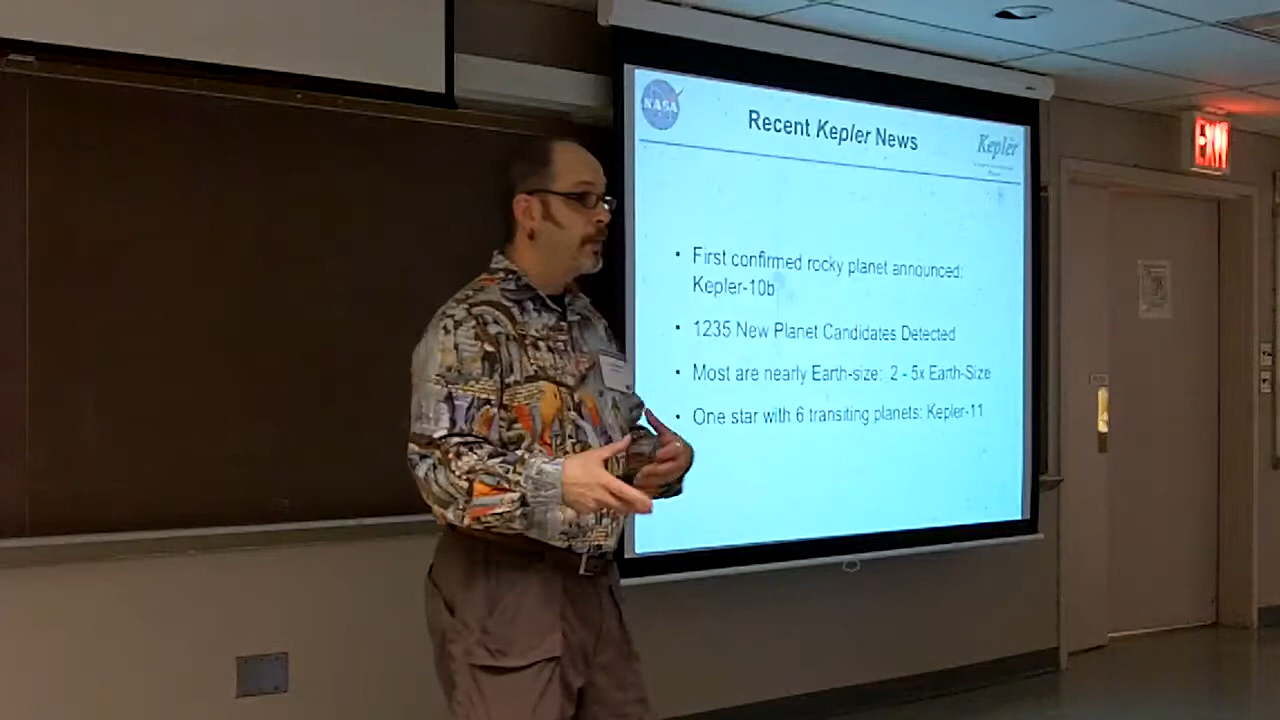 NASA
Recent Kepler News
Kepler
• First confirmed rocky planet announced:
Kepler-10b
• 1235 New Planet Candidates Detected
• Most are nearly Earth-size: 2 - 5x Earth-Size
• One star with 6 transiting planets: Kepler-11
EXIT